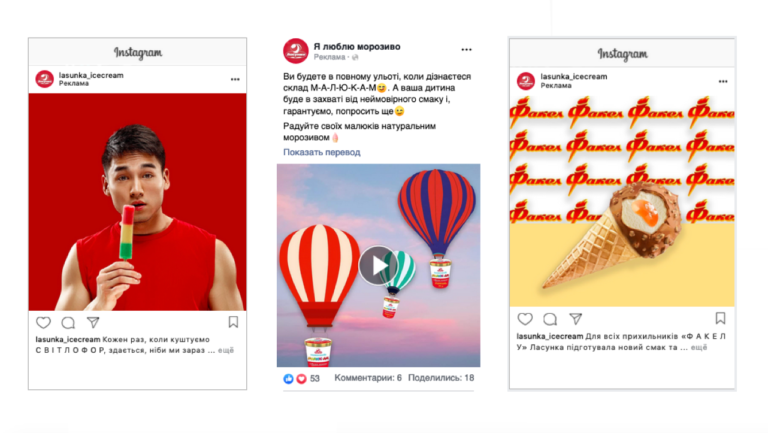 Instagram
lasunka_icecream
Реклама
lasunka_icecream Кожен раз, коли куштуємо
С В І Т Л О Ф О Р, здається, ніби ми зараз ... ещё
Я люблю морозиво
Реклама ·
Ви будете в повному ульоті, коли дізнаєтеся
склад М-А-Л-Ю-К-А-М😉. А ваша дитина
буде в захваті від неймовірного смаку і,
гарантуємо, попросить ще😉
Радуйте своїх малюків натуральним
морозивом🍦
Показать перевод
53 Комментарии: 6 Поделились: 18
Instagram
lasunka_icecream
Реклама
Факел Факел Факел Факел
Факел Факел Факел Факел
Факел Факел Факел Факел
Факел Факел Факел
lasunka_icecream Для всіх прихильників «Ф А К Е Л
У» Ласунка підготувала новий смак та ... ещё